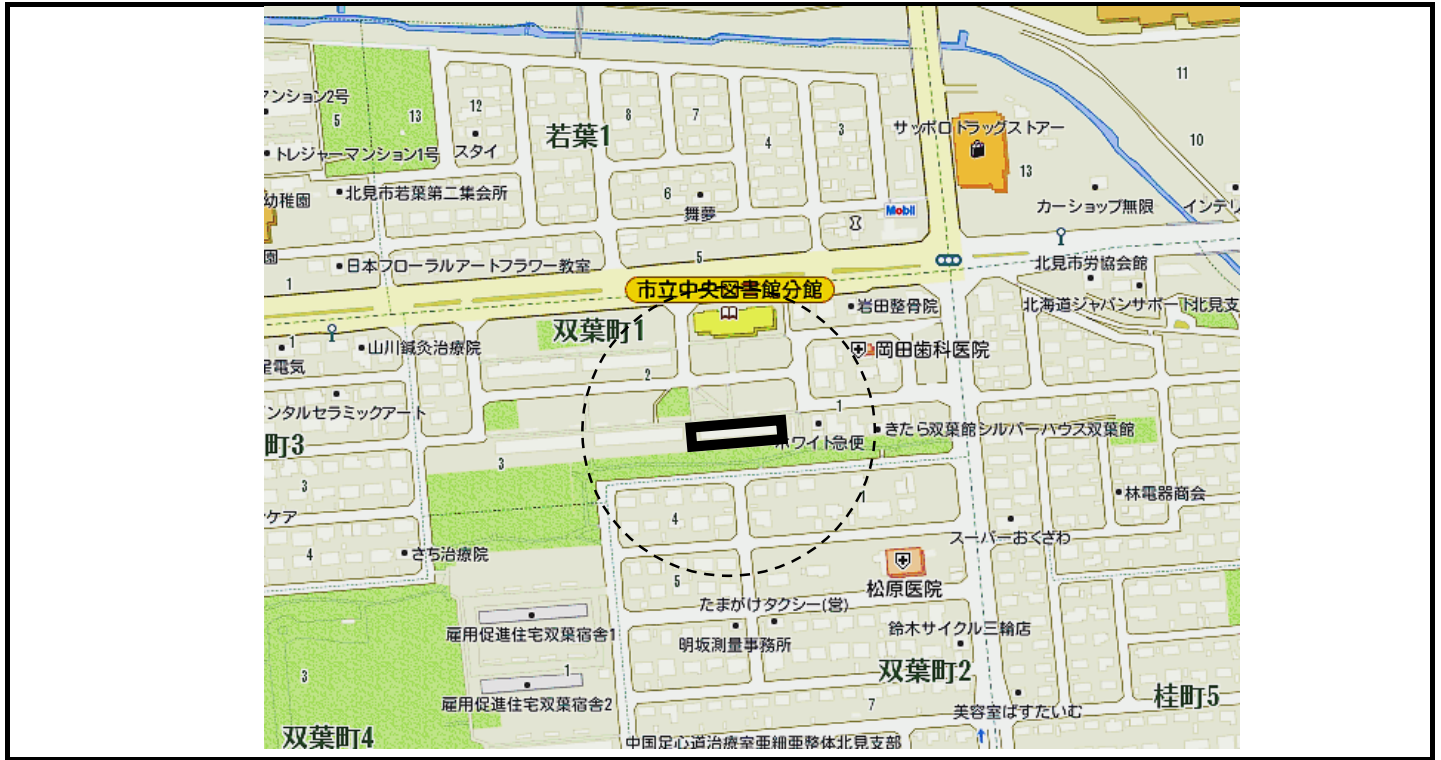 11
マンション2号
5
13
12
8
7
4
3
サッポロドラッグストアー
10
若葉1
トレジャーマンション1号
スタイ
13
幼稚園
北見市若葉第二集会所
6
舞夢
Mobil
カーショップ無限
インテリ
園
日本フローラルアートフラワー教室
5
北見市労協会館
1
市立中央図書館分館
岩田整骨院
北海道ジャパンサポート北見支
双葉町1
1
山川鍼灸治療院
岡田歯科医院
星電気
2
ンタルセラミックアート
1
町3
ホワイト急便
きたら双葉館シルバーハウス双葉館
3
3
林電器商会
ケア
4
スーパーおくざわ
4
さち治療院
5
松原医院
たまがけタクシー(営)
雇用促進住宅双葉宿舎1
明坂測量事務所
鈴木サイクル三輪店
3
1
双葉町2
桂町5
雇用促進住宅双葉宿舎2
7
美容室ぱすたいむ
双葉町4
中国足心道治療室亜細亜整体北見支部